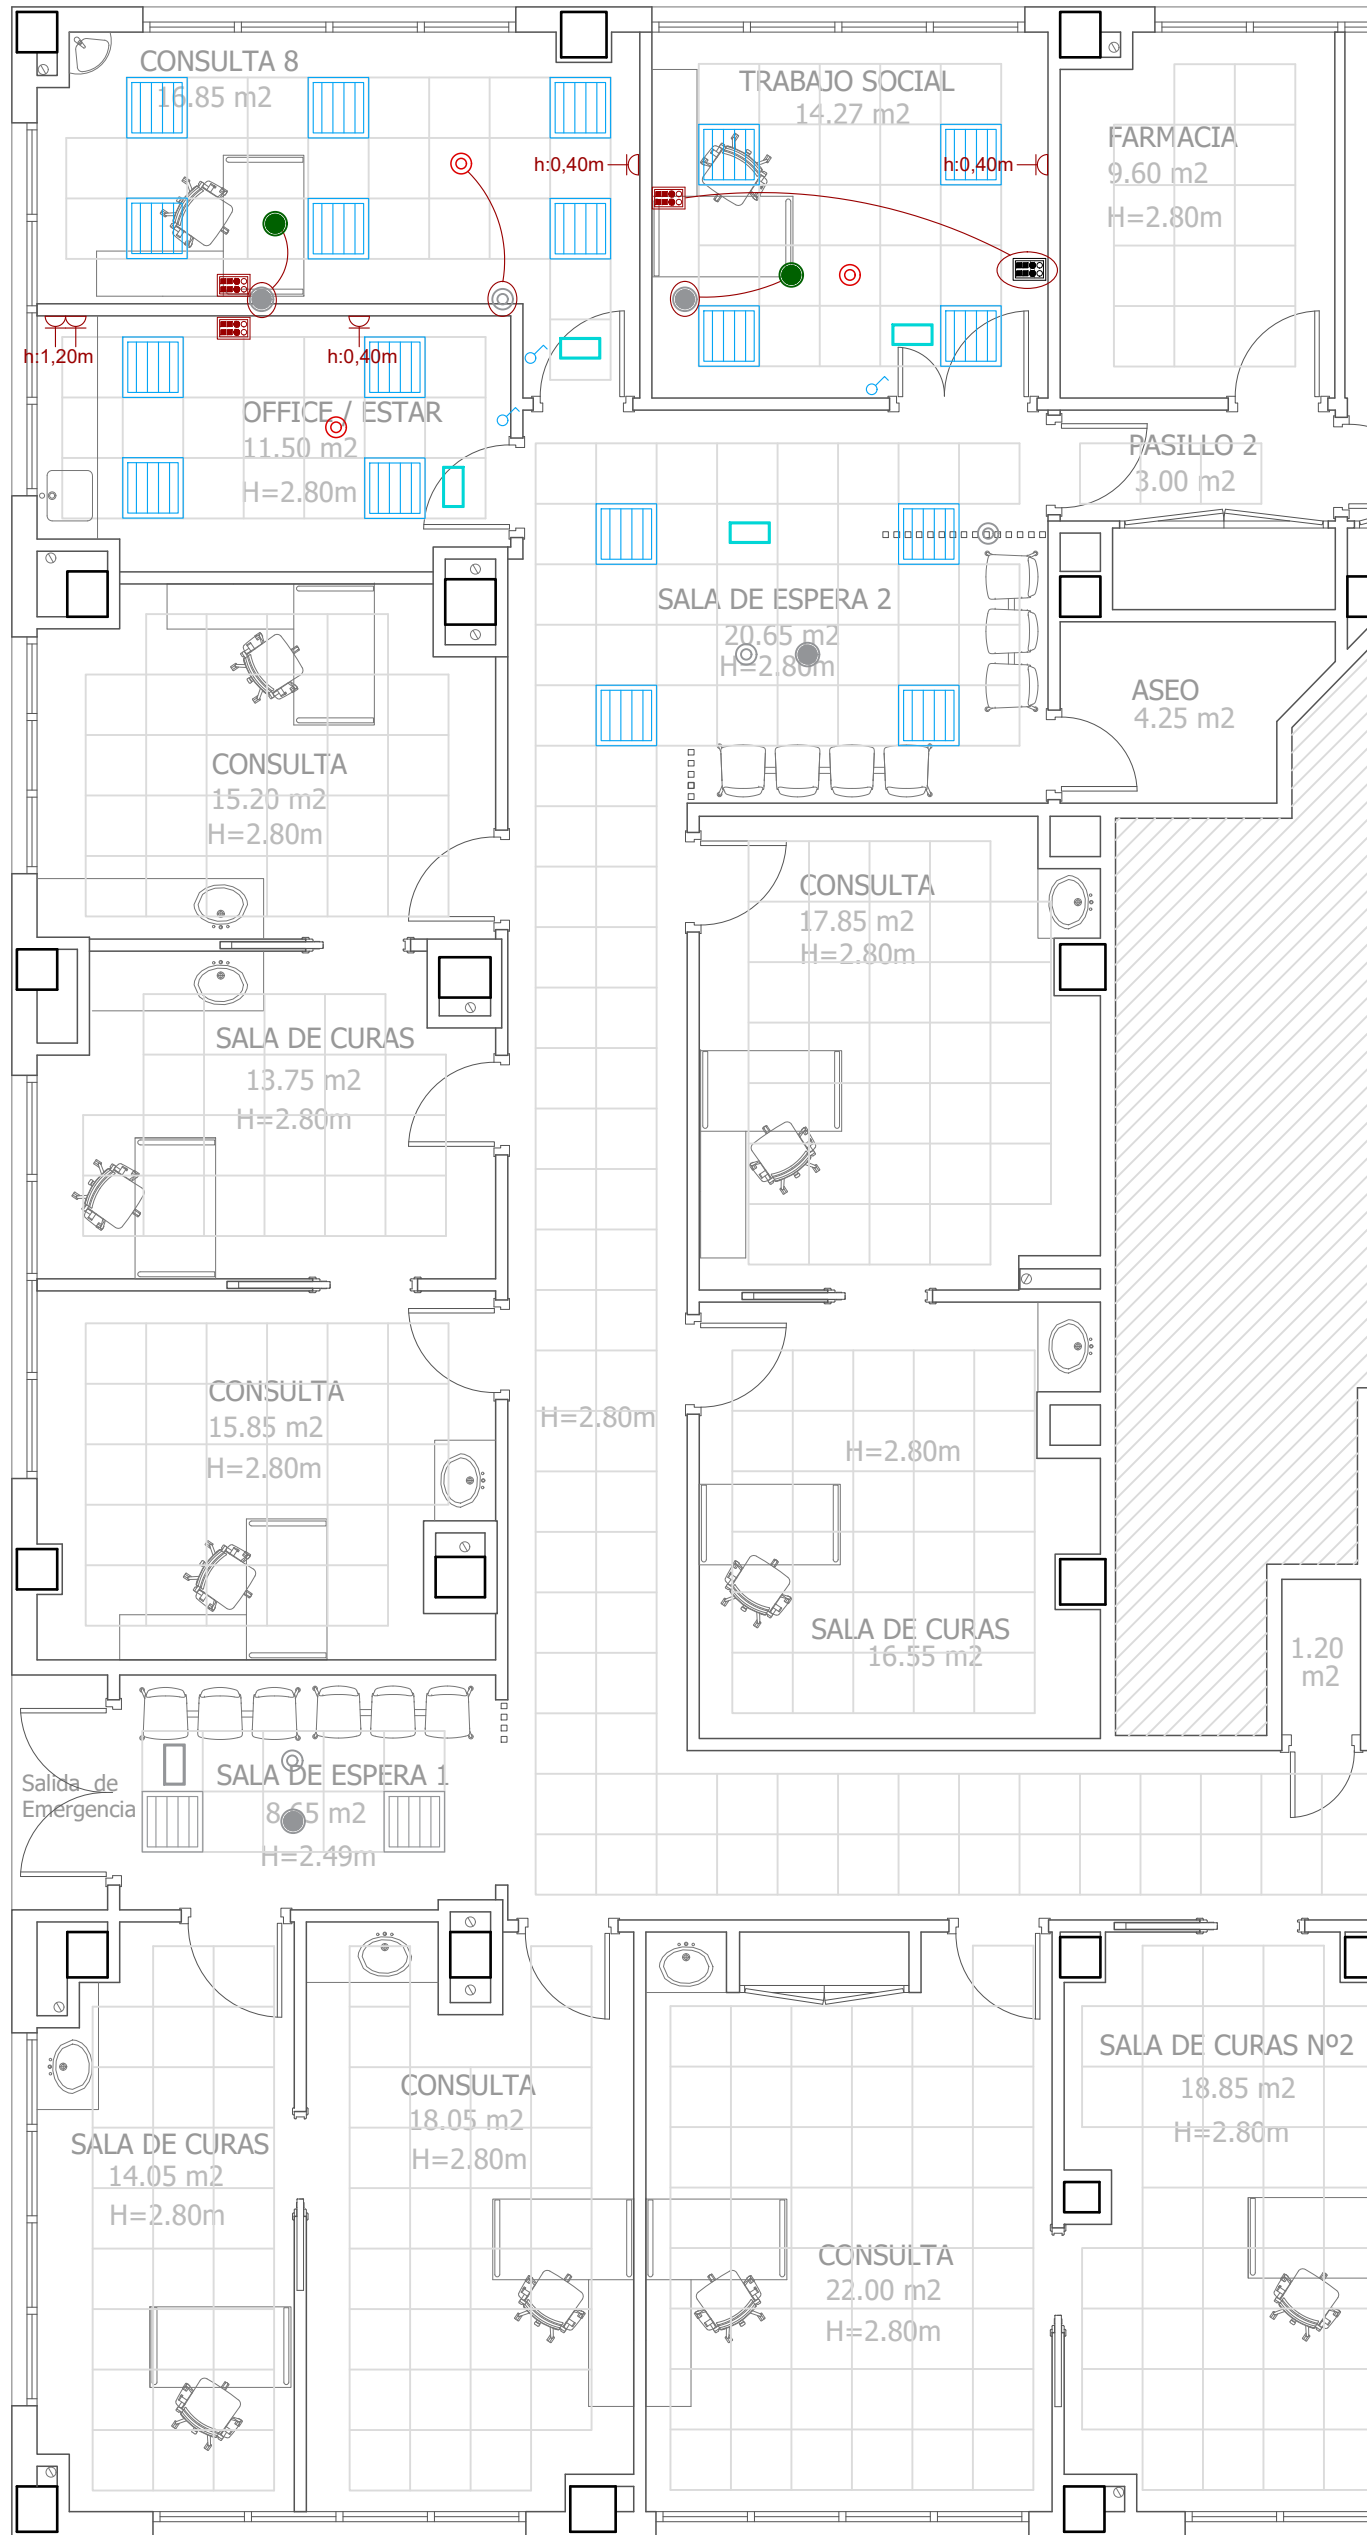 CONSULTA 8
16.85 m2
TRABAJO SOCIAL
14.27 m2
FARMACIA
9.60 m2
H=2.80m
h:0,40m
h:0,40m
h:1,20m
h:0,40m
OFFICE / ESTAR
11.50 m2
H=2.80m
PASILLO 2
3.00 m2
SALA DE ESPERA 2
20.65 m2
H=2.80m
ASEO
4.25 m2
CONSULTA
15.20 m2
H=2.80m
CONSULTA
17.85 m2
H=2.80m
SALA DE CURAS
13.75 m2
H=2.80m
CONSULTA
15.85 m2
H=2.80m
H=2.80m
H=2.80m
SALA DE CURAS
16.55 m2
1.20
m2
Salida de
Emergencia
SALA DE ESPERA 1
8.65 m2
H=2.49m
SALA DE CURAS
14.05 m2
H=2.80m
CONSULTA
18.05 m2
H=2.80m
CONSULTA
22.00 m2
H=2.80m
SALA DE CURAS Nº2
18.85 m2
H=2.80m